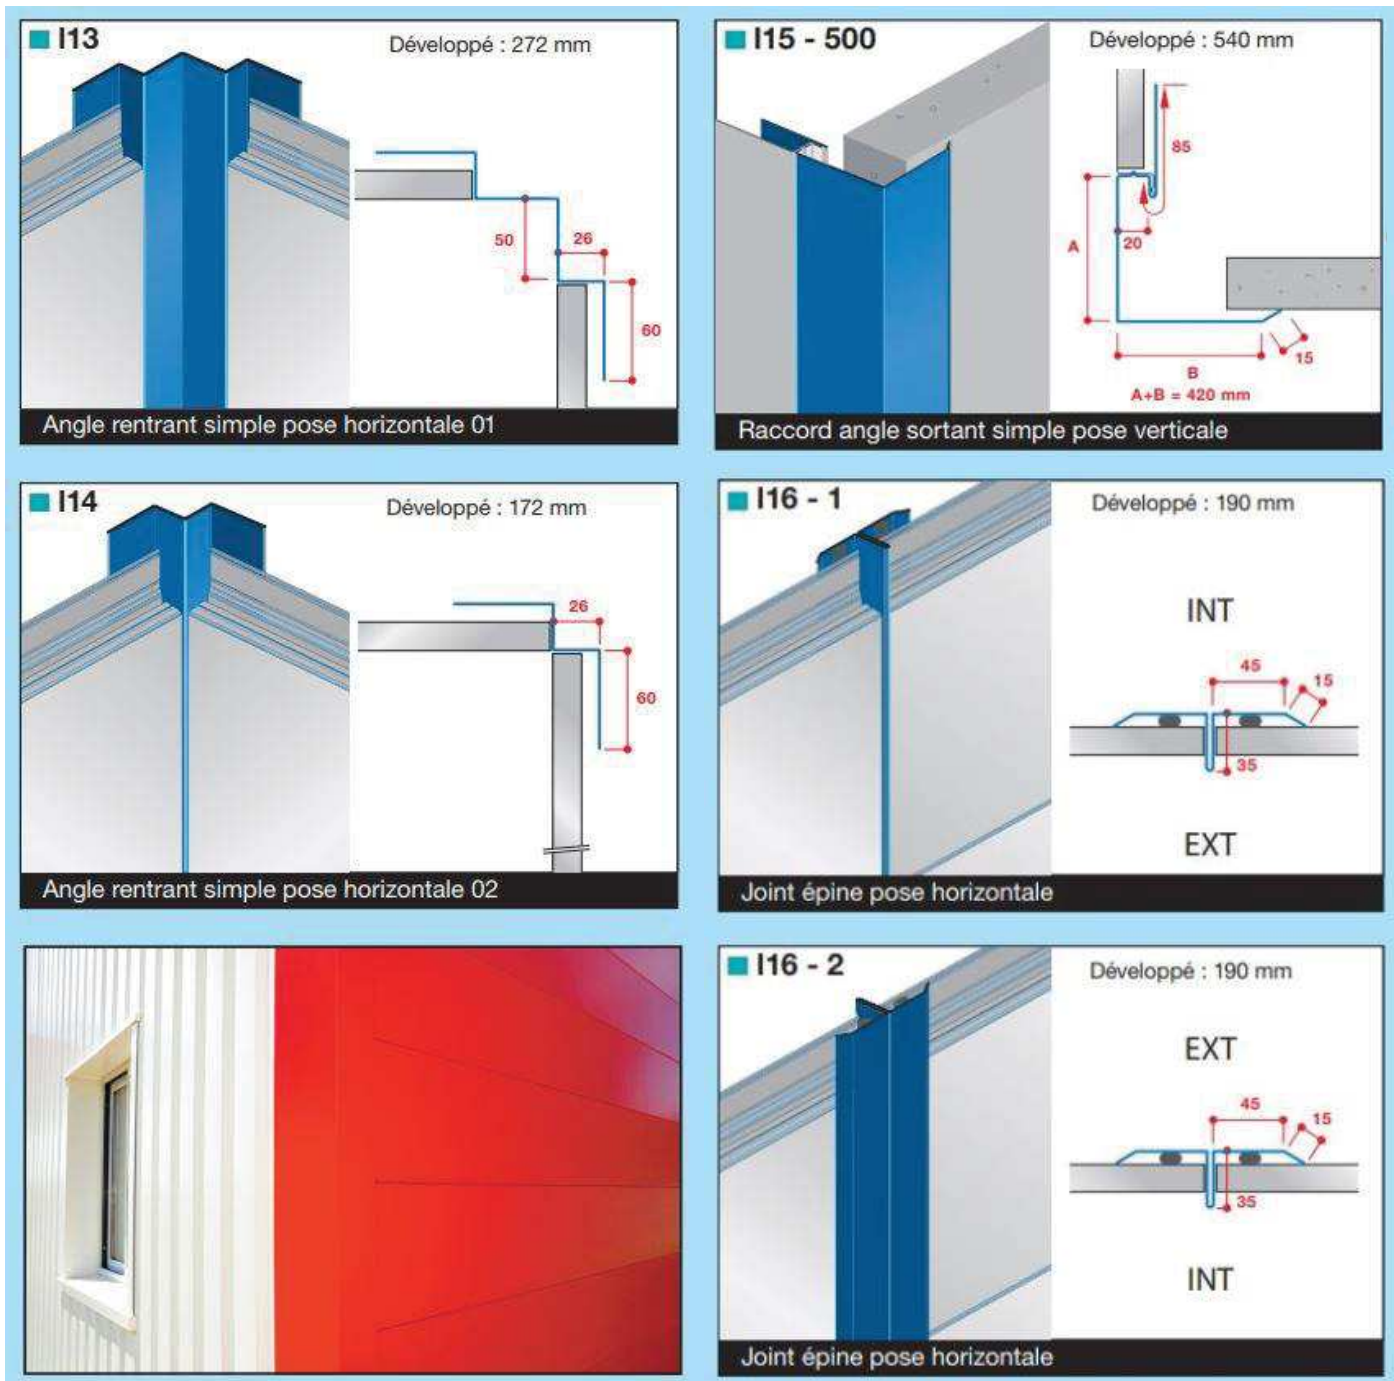 I13
Développé : 272 mm
50
26
60
Angle rentrant simple pose horizontale 01
I15 - 500
Développé : 540 mm
85
A
20
B
15
A+B = 420 mm
Raccord angle sortant simple pose verticale
I14
Développé : 172 mm
26
60
Angle rentrant simple pose horizontale 02
I16 - 1
Développé : 190 mm
INT
45
15
35
EXT
Joint épine pose horizontale
I16 - 2
Développé : 190 mm
EXT
45
15
35
INT
Joint épine pose horizontale